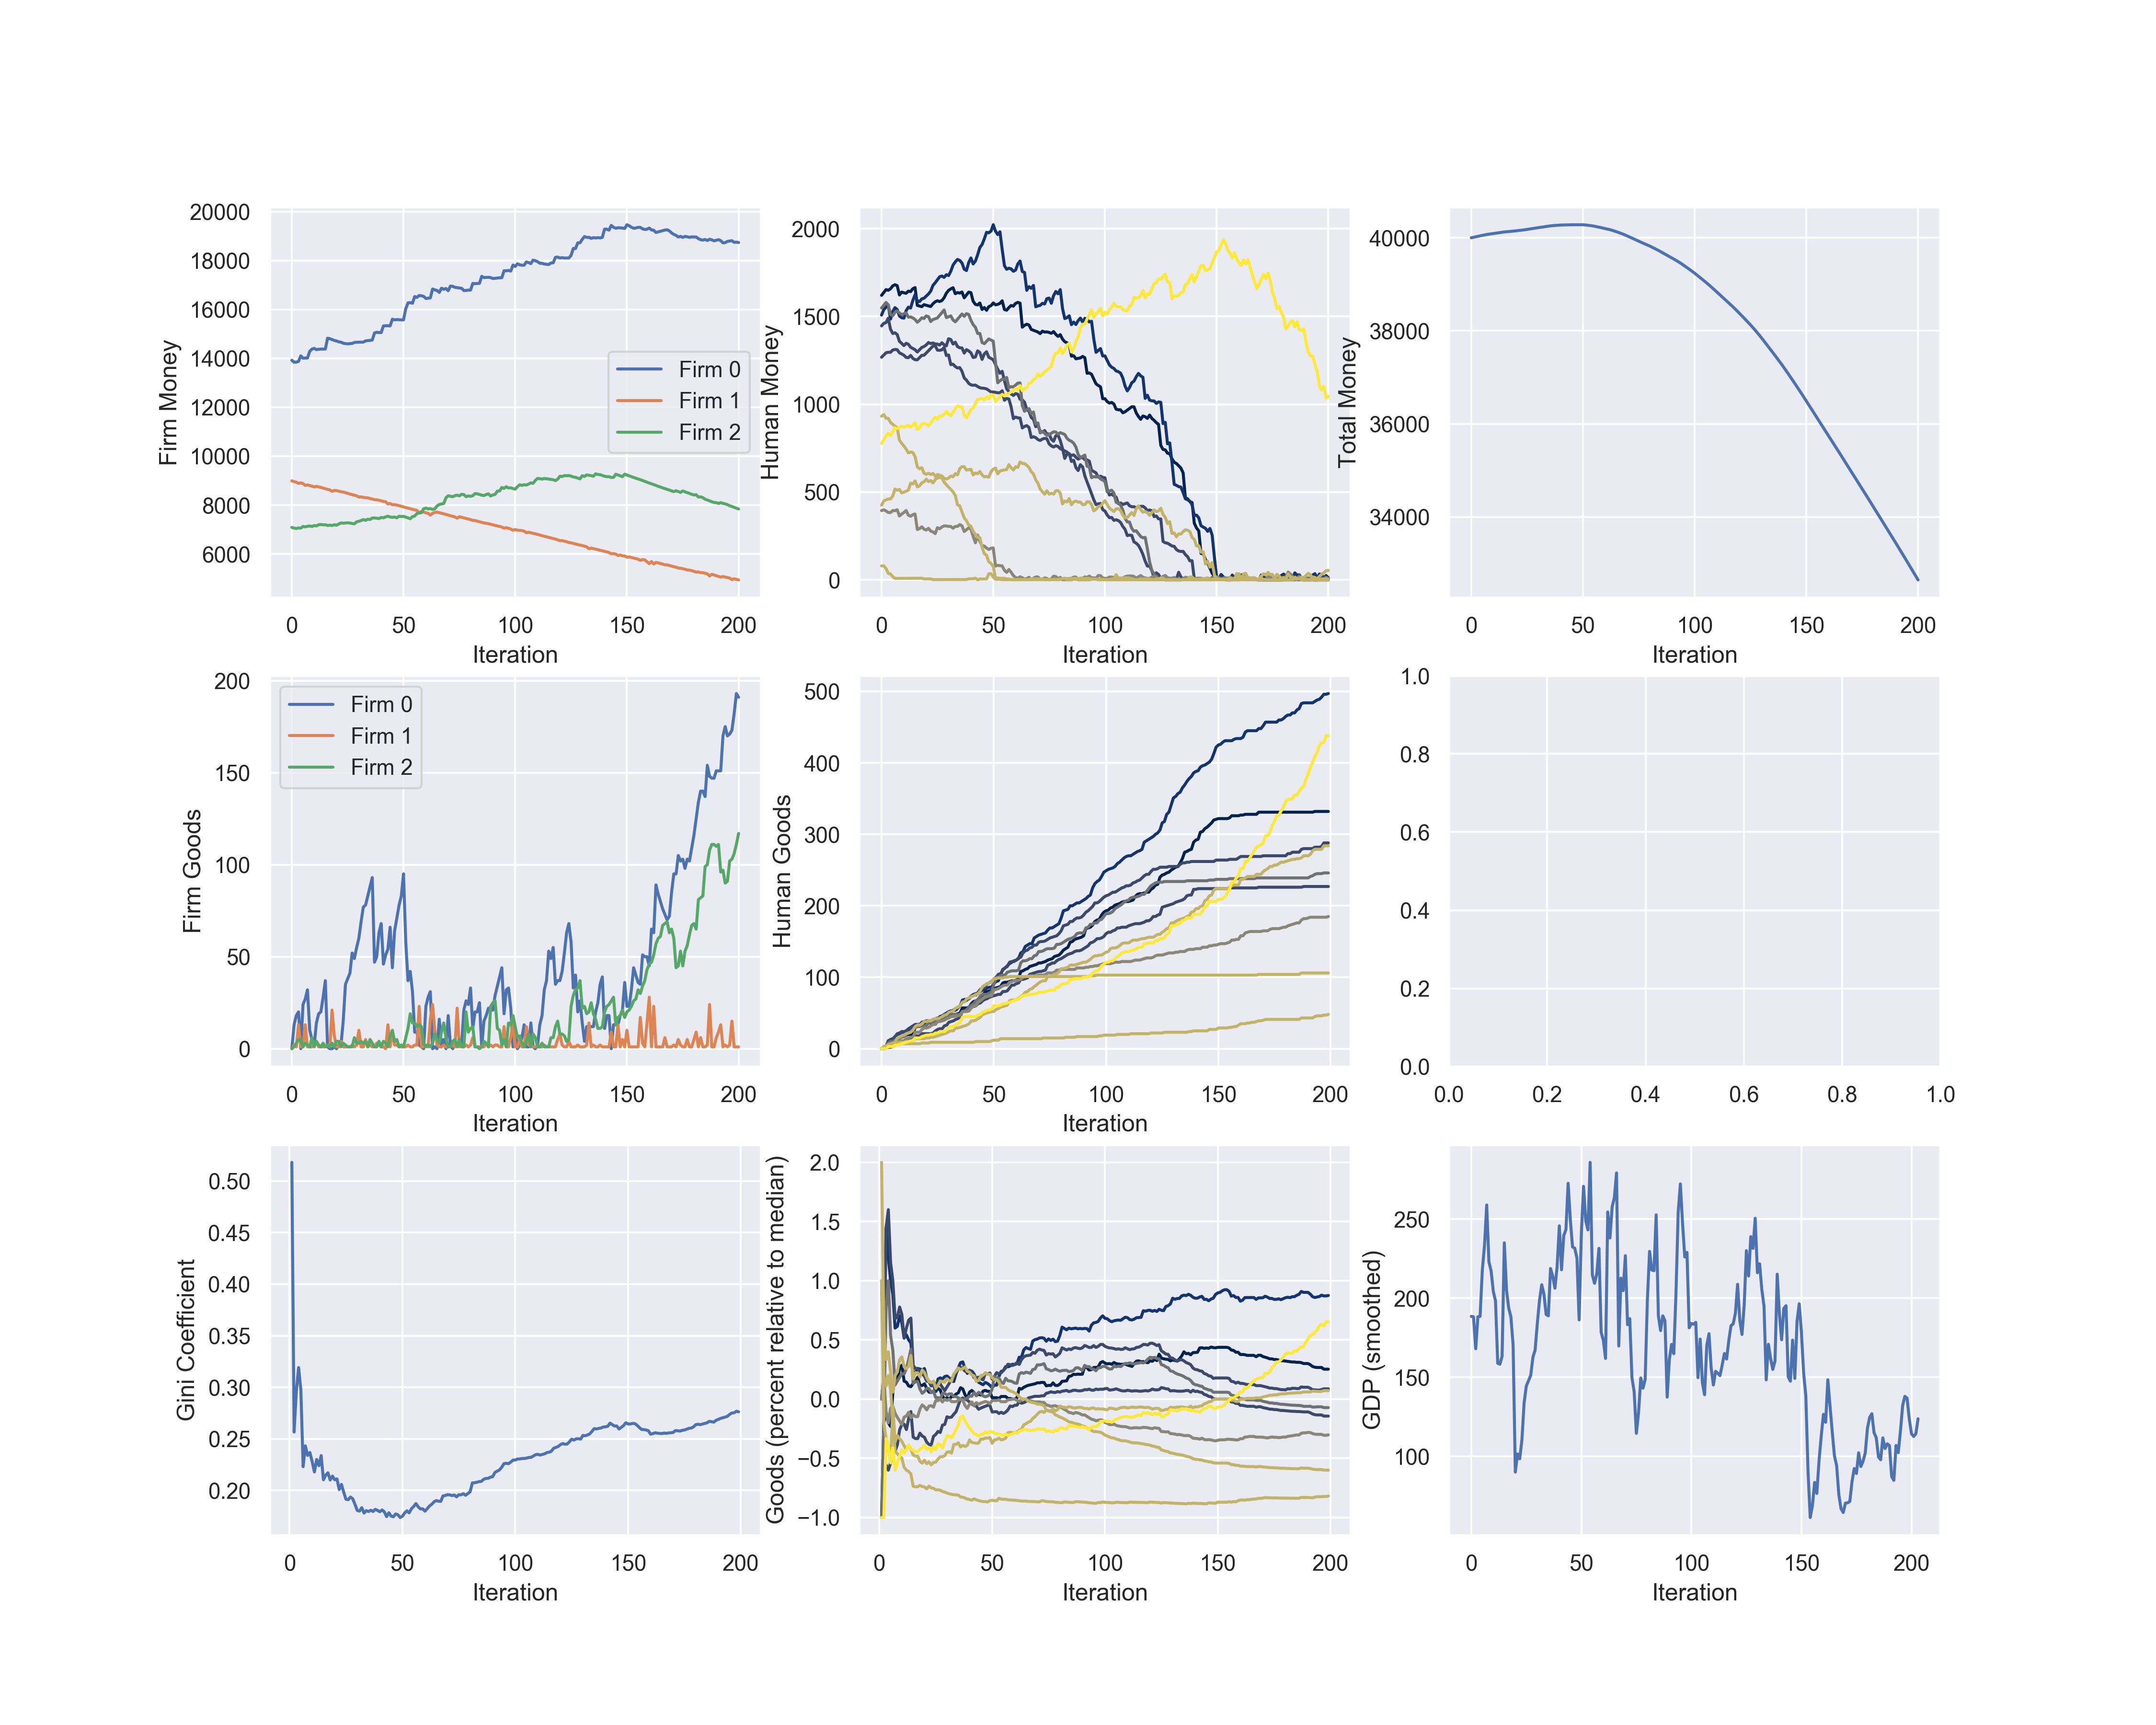 Firm Money
20000
18000
16000
14000
12000
10000
8000
6000
Firm 0
Firm 1
Firm 2
0 50 100 150 200
Iteration
Human Money
2000
1500
1000
500
0
0 50 100 150 200
Iteration
Total Money
40000
38000
36000
34000
0 50 100 150 200
Iteration
Firm Goods
200
150
100
50
0
Firm 0
Firm 1
Firm 2
0 50 100 150 200
Iteration
Human Goods
500
400
300
200
100
0
0 50 100 150 200
Iteration
1.0
0.8
0.6
0.4
0.2
0.0
0.0 0.2 0.4 0.6 0.8 1.0
Gini Coefficient
0.50
0.45
0.40
0.35
0.30
0.25
0.20
0 50 100 150 200
Iteration
Goods (percent relative to median)
2.0
1.5
1.0
0.5
0.0
−0.5
−1.0
0 50 100 150 200
Iteration
GDP (smoothed)
250
200
150
100
0 50 100 150 200
Iteration